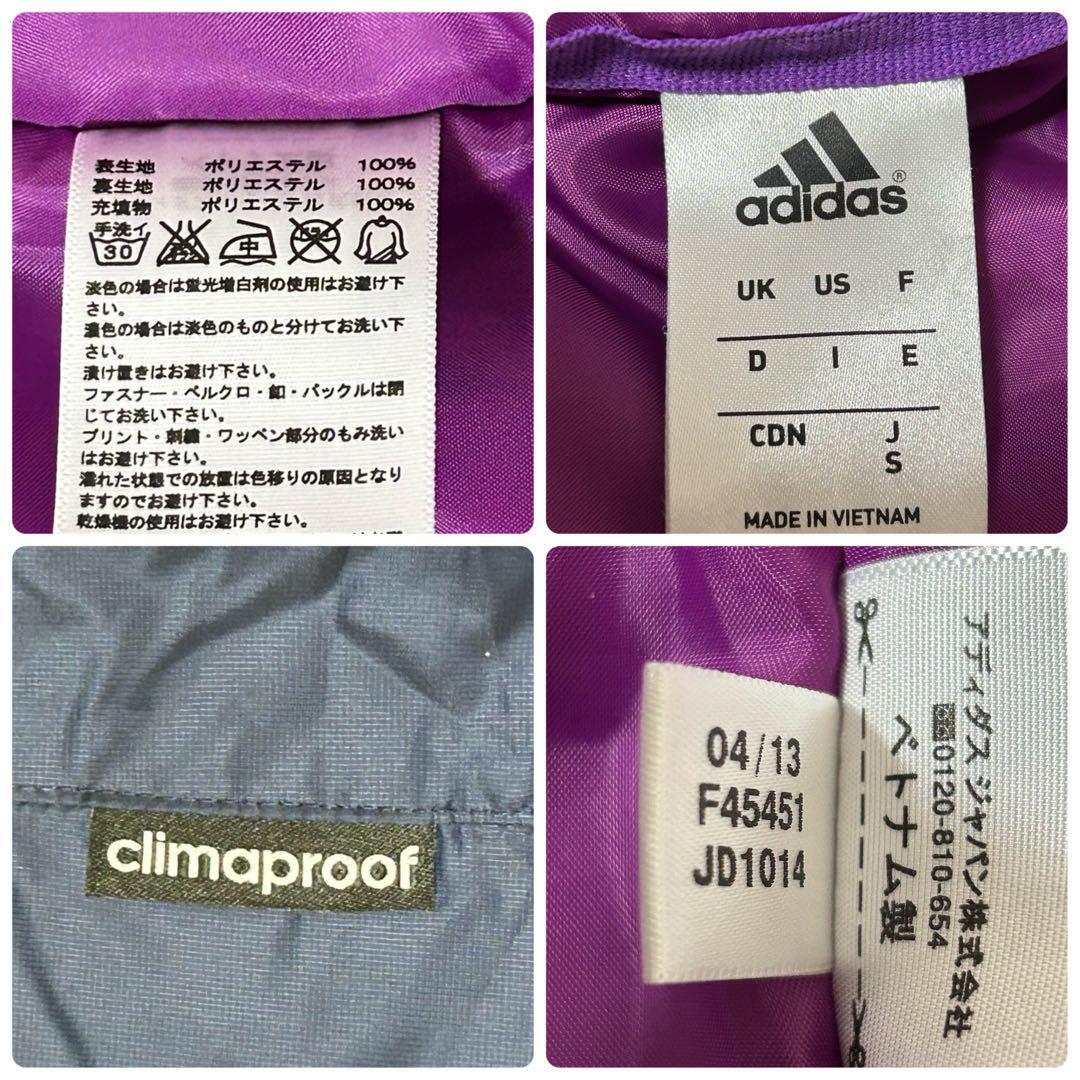 表生地 ポリエステル 100%
裏生地 ポリエステル 100%
充填物 ポリエステル 100%
手洗イ
30 中
淡色の場合は蛍光増白剤の使用はお避け下
さい。
濃色の場合は淡色のものと分けてお洗い下
さい。
漬け置きはお避け下さい。
ファスナー・ベルクロ・釦・バックルは閉
じてお洗い下さい。
プリント・刺繍・ワッペン部分のもみ洗い
はお避け下さい。
濡れた状態での放置は色移りの原因となり
ますのでお避け下さい。
乾燥機の使用はお避け下さい。
adidas®
UK US F
D I E
CDN J
S
MADE IN VIETNAM
climaproof
04/13
F45451
JD1014
アディダスジャパン株式会社
0120-810-654
ベトナム製